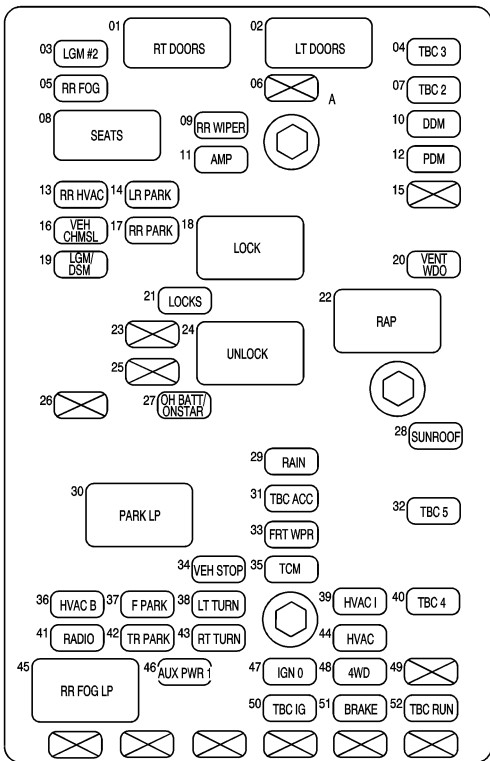 01 RT DOORS
02 LT DOORS
03 LGM #2
04 TBC 3
05 RR FOG
06
A
07 TBC 2
08 SEATS
09 RR WIPER
10 DDM
11 AMP
12 PDM
13 RR HVAC
14 LR PARK
15
16 VEH
CHMSL
17 RR PARK
18 LOCK
19 LGM/
DSM
20 VENT
WDO
21 LOCKS
22 RAP
23
24 UNLOCK
25
26
27 OH BATT/
ONSTAR
28 SUNROOF
29 RAIN
30 PARK LP
31 TBC ACC
32 TBC 5
33 FRT WPR
34 VEH STOP
35 TCM
36 HVAC B
37 F PARK
38 LT TURN
39 HVAC I
40 TBC 4
41 RADIO
42 TR PARK
43 RT TURN
44 HVAC
45 RR FOG LP
46 AUX PWR 1
47 IGN 0
48 4WD
49
50 TBC IG
51 BRAKE
52 TBC RUN